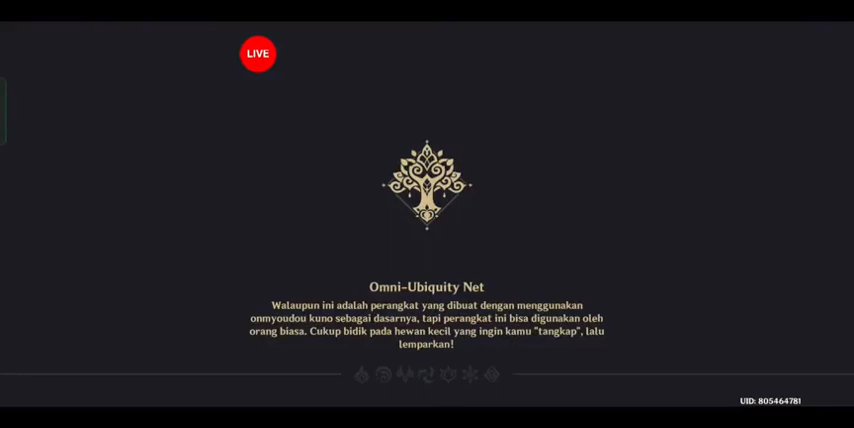 LIVE
Omni-Ubiquity Net
Walaupun ini adalah perangkat yang dibuat dengan menggunakan
onmyoudou kuno sebagai dasarnya, tapi perangkat ini bisa digunakan oleh
orang biasa. Cukup bidik pada hewan kecil yang ingin kamu "tangkap", lalu
lemparkan!
UID: 805464781